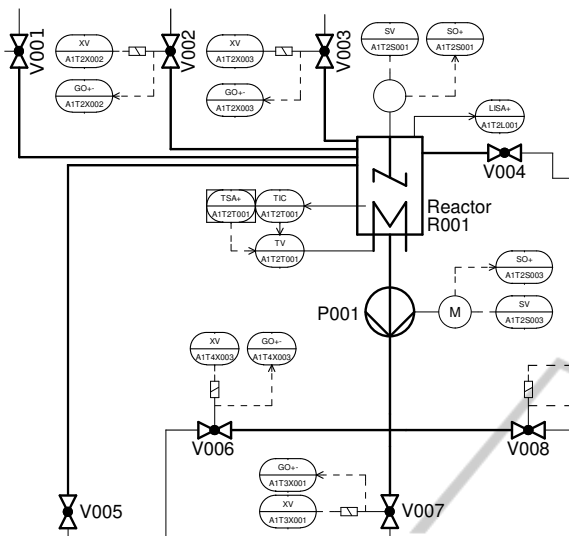 V001
XV
A1T2X002
GO+-
A1T2X002
V002
XV
A1T2X003
GO+-
A1T2X003
V003
SV
A1T2S001
SO+
A1T2S001
LISA+
A1T2L001
V004
TSA+
A1T2T001
TIC
A1T2T001
TV
A1T2T001
Reactor
R001
SO+
A1T2S003
P001
M
SV
A1T2S003
XV
A1T4X003
GO+-
A1T4X003
V006
V008
GO+-
A1T3X001
XV
A1T3X001
V005
V007